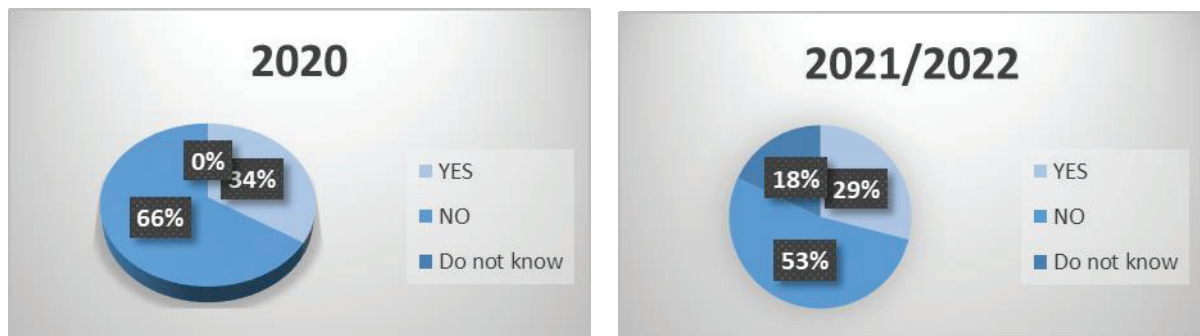 2020
0%
34%
66%
YES
NO
Do not know
2021/2022
18%
29%
53%
YES
NO
Do not know